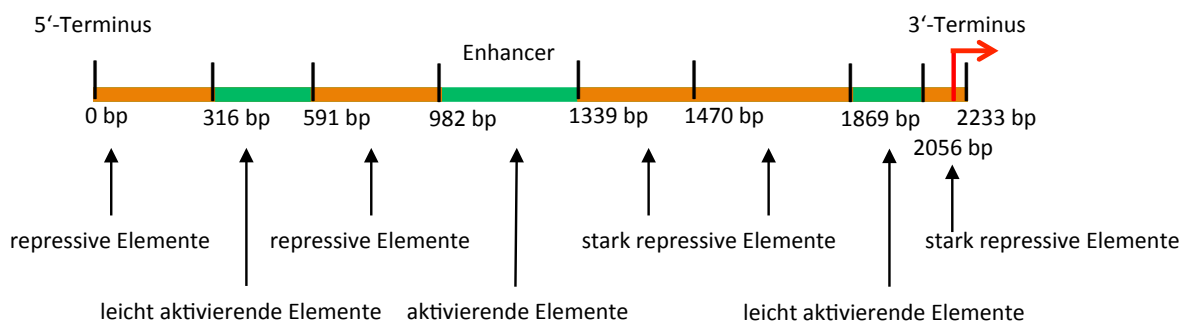 5‘-Terminus
Enhancer
3‘-Terminus
0 bp
316 bp
591 bp
982 bp
1339 bp
1470 bp
1869 bp
2233 bp
2056 bp
repressive Elemente
repressive Elemente
stark repressive Elemente
stark repressive Elemente
leicht aktivierende Elemente
aktivierende Elemente
leicht aktivierende Elemente